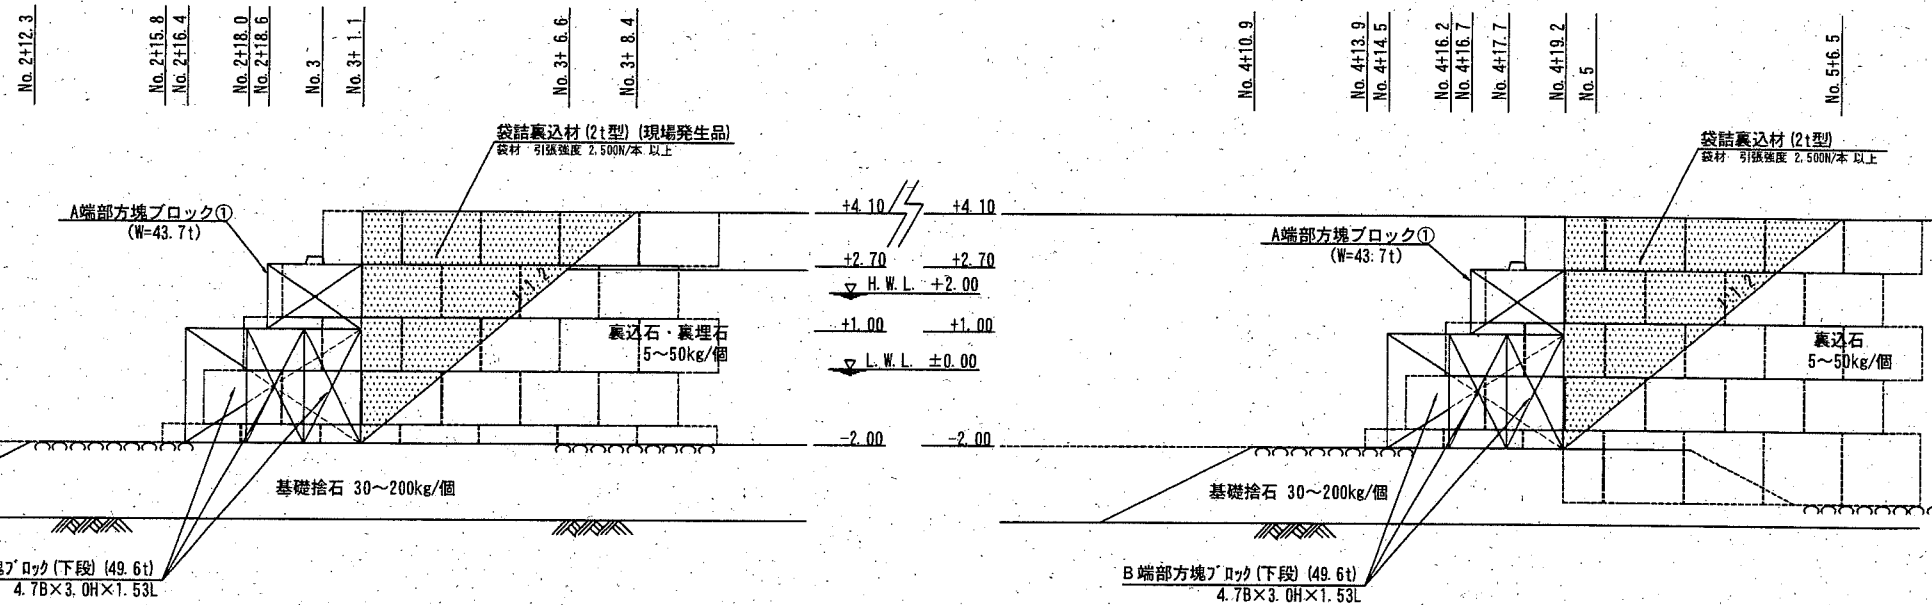 No. 2+12.3
No. 2+15.8
No. 2+16.4
No. 2+18.0
No. 2+18.6
No. 3
No. 3+ 1.1
No. 3+ 6.6
No. 3+ 8.4
No. 4+10.9
No. 4+13.9
No. 4+14.5
No. 4+16.2
No. 4+16.7
No. 4+17.7
No. 4+19.2
No. 5
No. 5+6.5
袋詰裏込材(2t型)(現場発生品)
袋材 引張強度 2,500N/本 以上
A端部方塊ブロック①
(W=43.7t)
1:1.2
裏込石・裏埋石
5〜50kg/個
基礎捨石 30〜200kg/個
塊ブロック(下段)(49.6t)
4.7B×3.0H×1.53L
+4.10
+4.10
+2.70
+2.70
H.W.L. +2.00
+1.00
+1.00
L.W.L. ±0.00
-2.00
-2.00
袋詰裏込材(2t型)
袋材 引張強度 2,500N/本 以上
A端部方塊ブロック①
(W=43.7t)
1:1.2
裏込石
5〜50kg/個
基礎捨石 30〜200kg/個
B端部方塊ブロック(下段)(49.6t)
4.7B×3.0H×1.53L